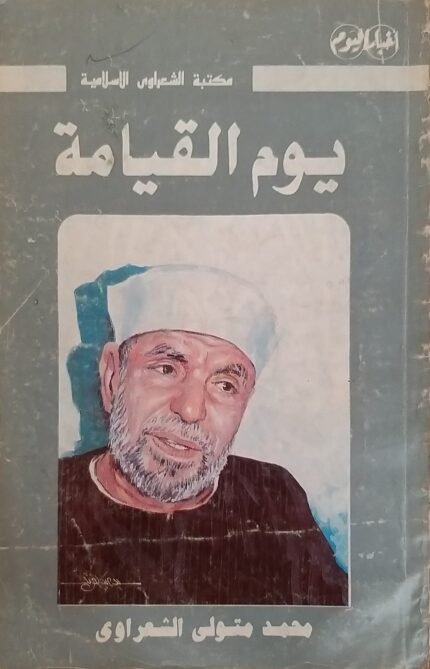 أخبار اليوم
مكتبة الشعراوى الاسلامية
يوم القيامة
محمد متولى الشعراوى